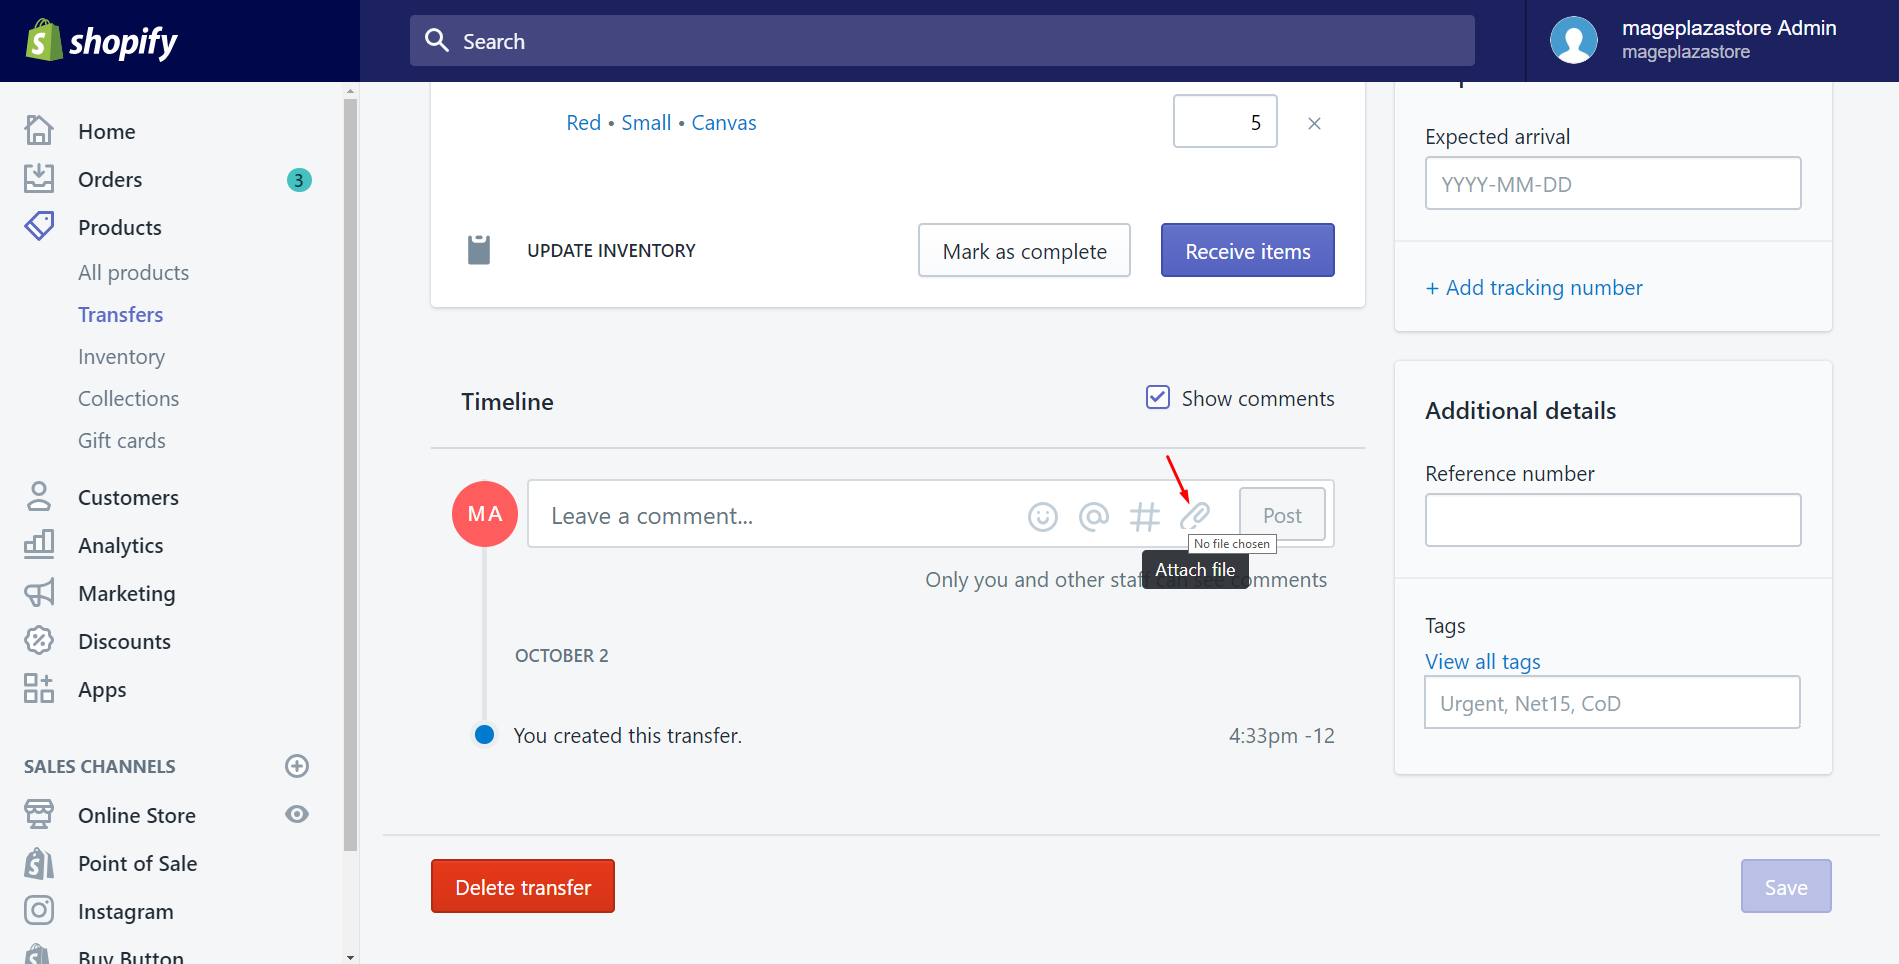 shopify
Search
mageplazastore Admin
mageplazastore
Home
Orders
3
Products
All products
Transfers
Inventory
Collections
Gift cards
Customers
Analytics
Marketing
Discounts
Apps
SALES CHANNELS
Online Store
Point of Sale
Instagram
Buy Button
Red • Small • Canvas
5
UPDATE INVENTORY
Mark as complete
Receive items
Timeline
Show comments
MA
Leave a comment...
Post
No file chosen
Attach file
Only you and other staff can see comments
OCTOBER 2
You created this transfer.
4:33pm -12
Delete transfer
Expected arrival
YYYY-MM-DD
+ Add tracking number
Additional details
Reference number
Tags
View all tags
Urgent, Net15, CoD
Save